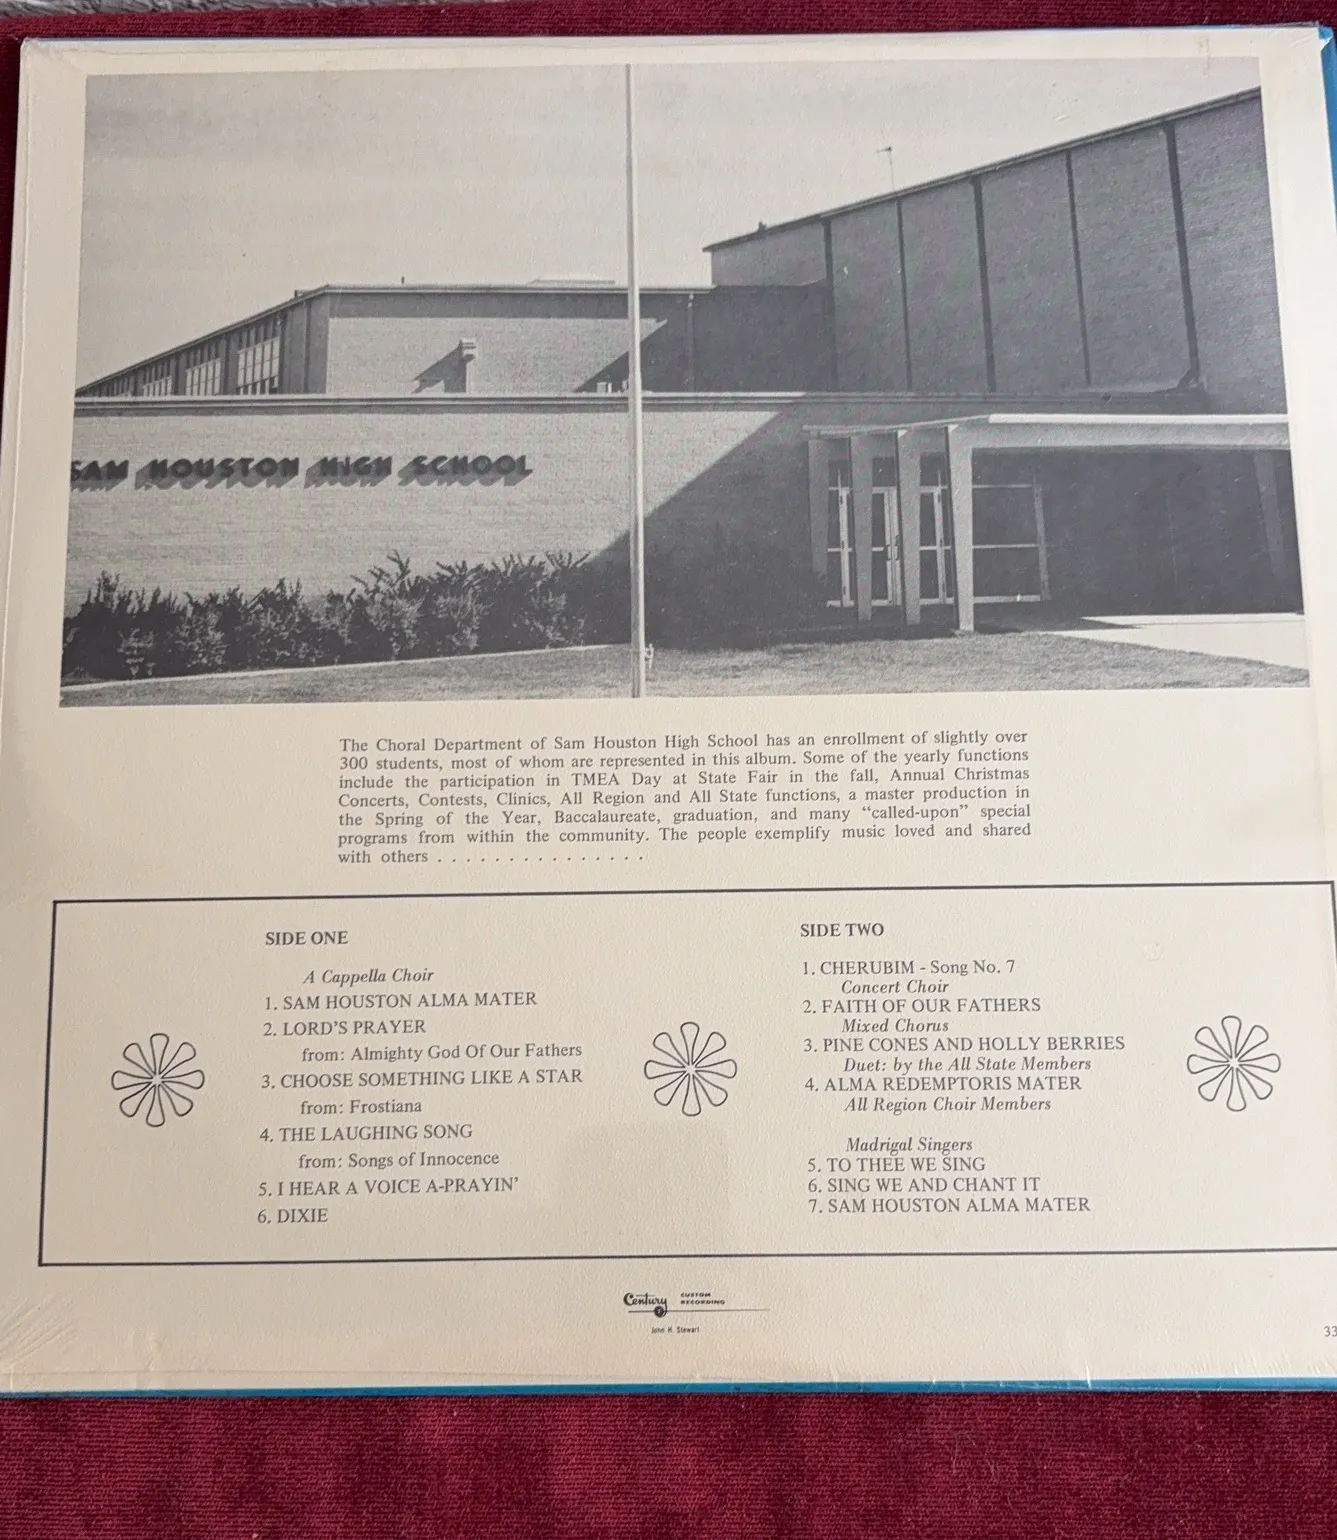 SAM HOUSTON HIGH SCHOOL
The Choral Department of Sam Houston High School has an enrollment of slightly over
300 students, most of whom are represented in this album. Some of the yearly functions
include the participation in TMEA Day at State Fair in the fall, Annual Christmas
Concerts, Contests, Clinics, All Region and All State functions, a master production in
the Spring of the Year, Baccalaureate, graduation, and many “called-upon” special
programs from within the community. The people exemplify music loved and shared
with others . . . . . . . . . . . . . . .
SIDE ONE
A Cappella Choir
1. SAM HOUSTON ALMA MATER
2. LORD'S PRAYER
from: Almighty God Of Our Fathers
3. CHOOSE SOMETHING LIKE A STAR
from: Frostiana
4. THE LAUGHING SONG
from: Songs of Innocence
5. I HEAR A VOICE A-PRAYIN'
6. DIXIE
SIDE TWO
1. CHERUBIM - Song No. 7
Concert Choir
2. FAITH OF OUR FATHERS
Mixed Chorus
3. PINE CONES AND HOLLY BERRIES
Duet: by the All State Members
4. ALMA REDEMPTORIS MATER
All Region Choir Members
Madrigal Singers
5. TO THEE WE SING
6. SING WE AND CHANT IT
7. SAM HOUSTON ALMA MATER
Century CUSTOM
RECORDING
John H Stewart
33